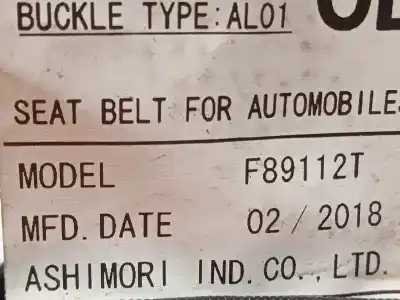 BUCKLE TYPE:AL01
SEAT BELT FOR AUTOMOBILES
MODEL F89112T
MFD.DATE 02/2018
ASHIMORI IND.CO.,LTD.